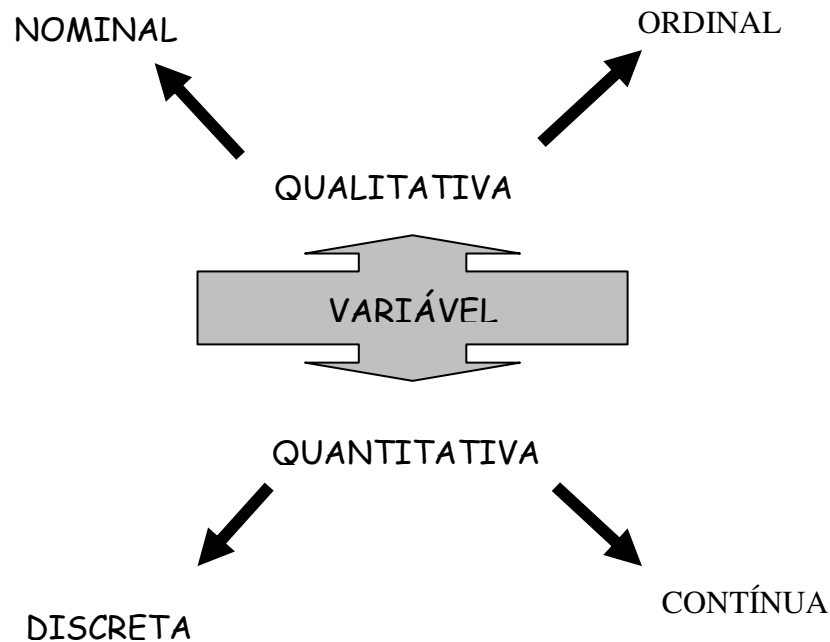 NOMINAL
ORDINAL
QUALITATIVA
VARIÁVEL
QUANTITATIVA
DISCRETA
CONTÍNUA